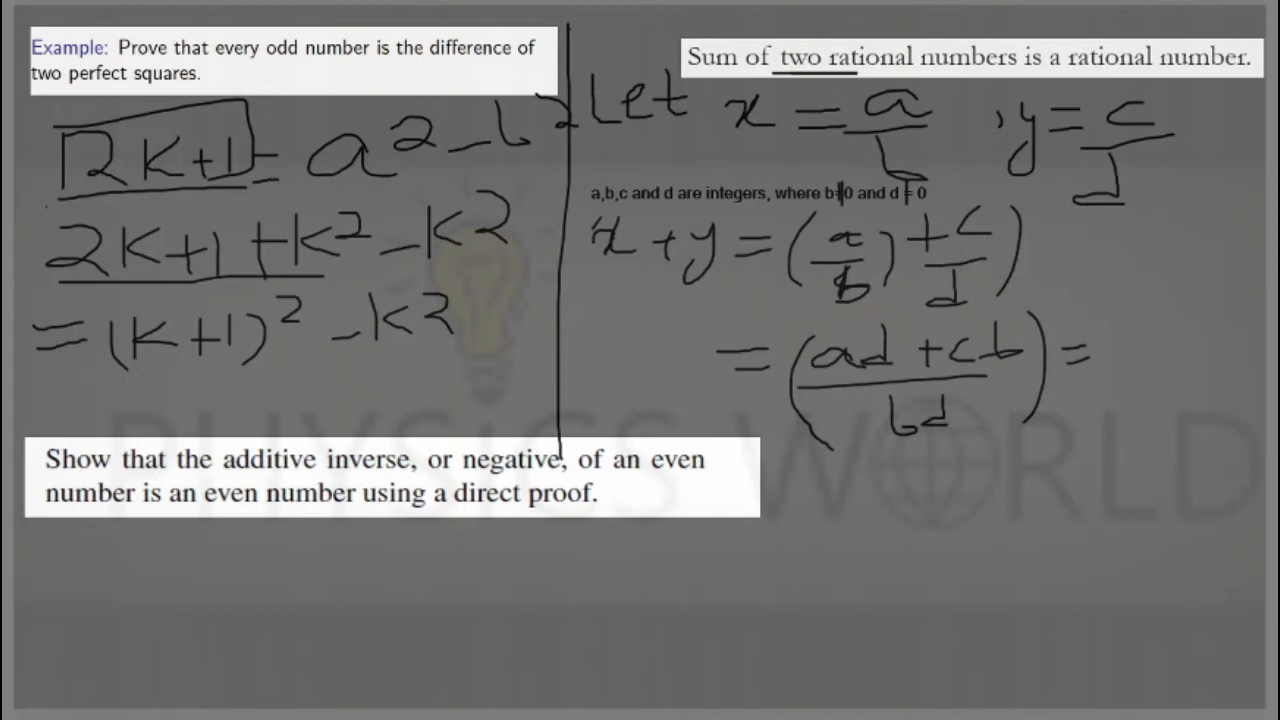 Example: Prove that every odd number is the difference of
two perfect squares.
2K+1 = a² - b²
2K+1 + K² - K²
= (K+1)² - K²
Sum of two rational numbers is a rational number.
Let x = a/b , y = c/d
a,b,c and d are integers, where b≠0 and d ≠ 0
x + y = (a/b) + c/d)
= (ad + cb / bd) =
Show that the additive inverse, or negative, of an even
number is an even number using a direct proof.
PHYSICS WORLD